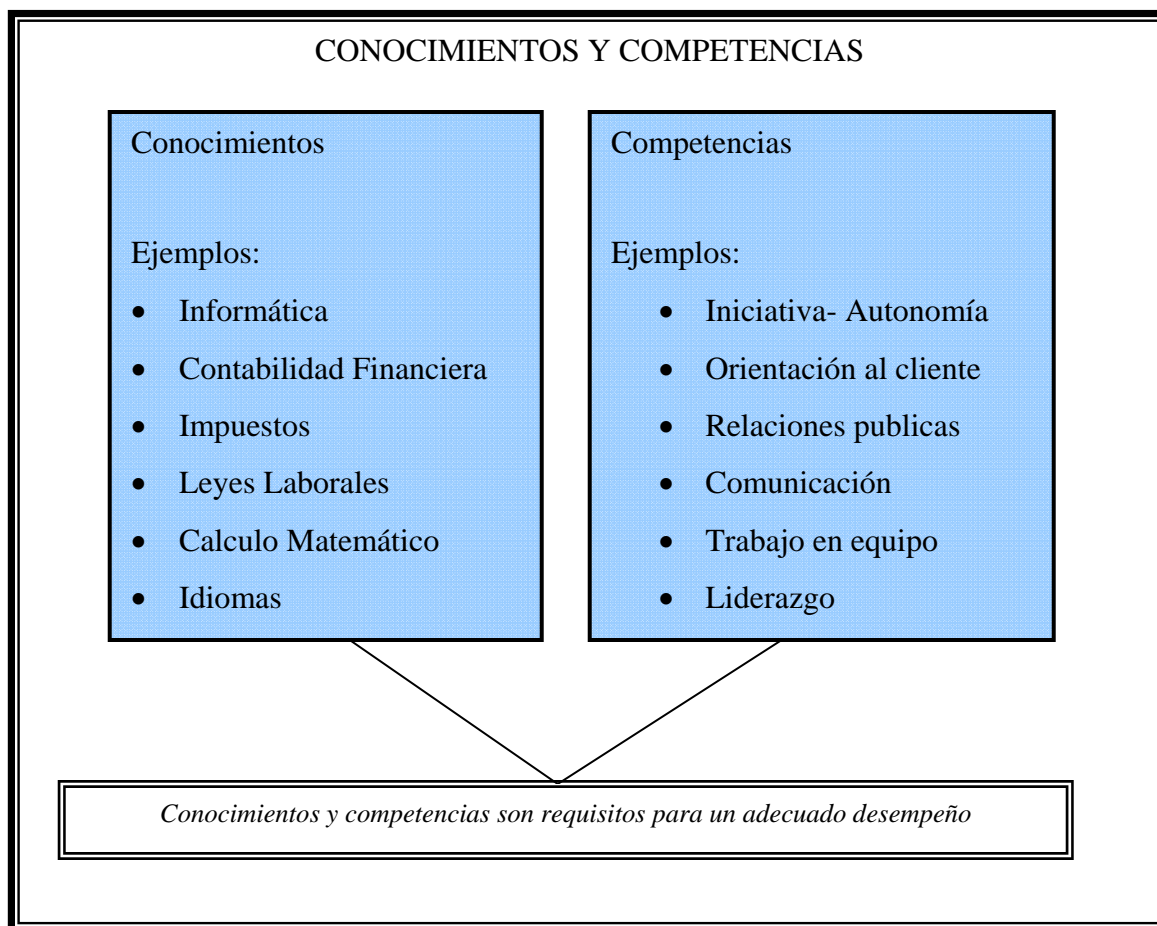 CONOCIMIENTOS Y COMPETENCIAS
Conocimientos
Ejemplos:
• Informática
• Contabilidad Financiera
• Impuestos
• Leyes Laborales
• Calculo Matemático
• Idiomas
Competencias
Ejemplos:
• Iniciativa- Autonomía
• Orientación al cliente
• Relaciones publicas
• Comunicación
• Trabajo en equipo
• Liderazgo
Conocimientos y competencias son requisitos para un adecuado desempeño